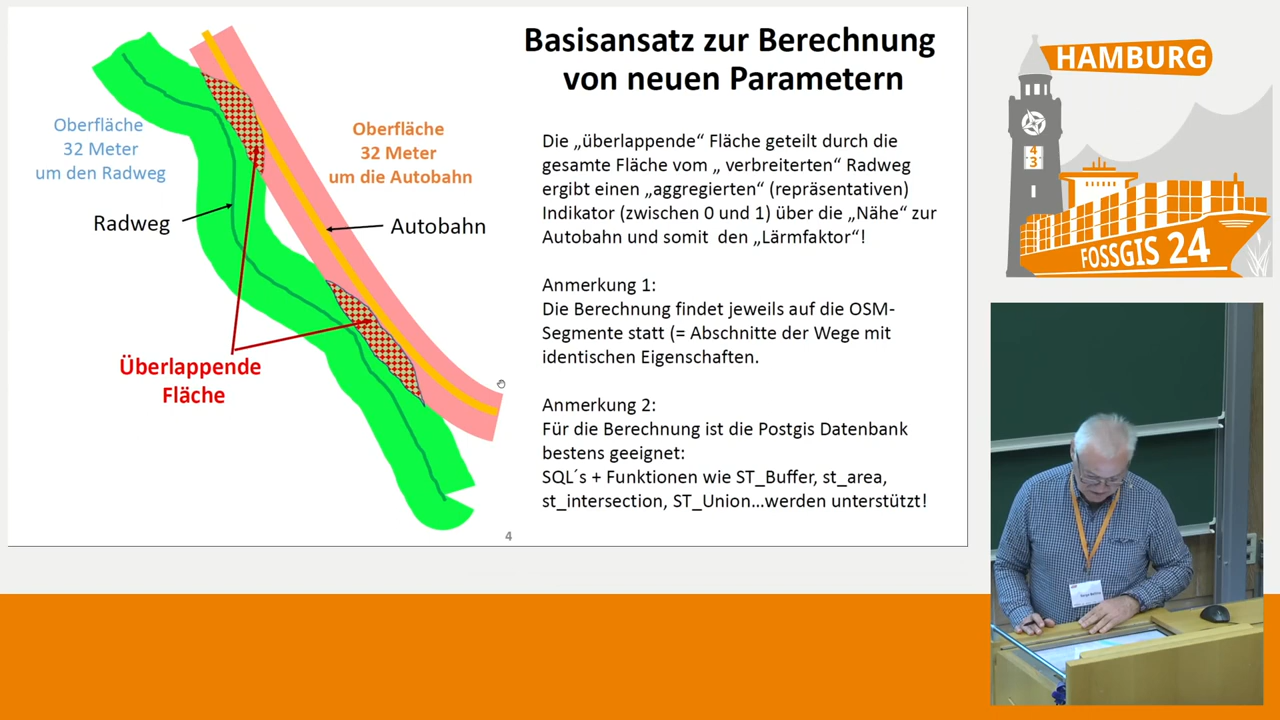 Basisansatz zur Berechnung
von neuen Parametern
Oberfläche
32 Meter
um den Radweg
Oberfläche
32 Meter
um die Autobahn
Radweg
Autobahn
Überlappende
Fläche
Die „überlappende“ Fläche geteilt durch die
gesamte Fläche vom „ verbreiterten“ Radweg
ergibt einen „aggregierten“ (repräsentativen)
Indikator (zwischen 0 und 1) über die „Nähe“ zur
Autobahn und somit den „Lärmfaktor“!
Anmerkung 1:
Die Berechnung findet jeweils auf die OSM-
Segmente statt (= Abschnitte der Wege mit
identischen Eigenschaften.
Anmerkung 2:
Für die Berechnung ist die Postgis Datenbank
bestens geeignet:
SQL´s + Funktionen wie ST_Buffer, st_area,
st_intersection, ST_Union...werden unterstützt!
4
HAMBURG
4
3
FOSSGIS 24